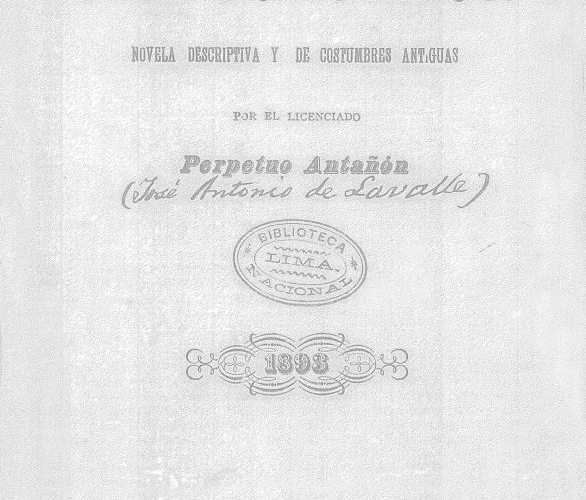 NOVELA DESCRIPTIVA Y DE COSTUMBRES ANTIGUAS
POR EL LICENCIADO
Perpetuo Antañón
(José Antonio de Lavalle)
BIBLIOTECA
LIMA.
NACIONAL
1893